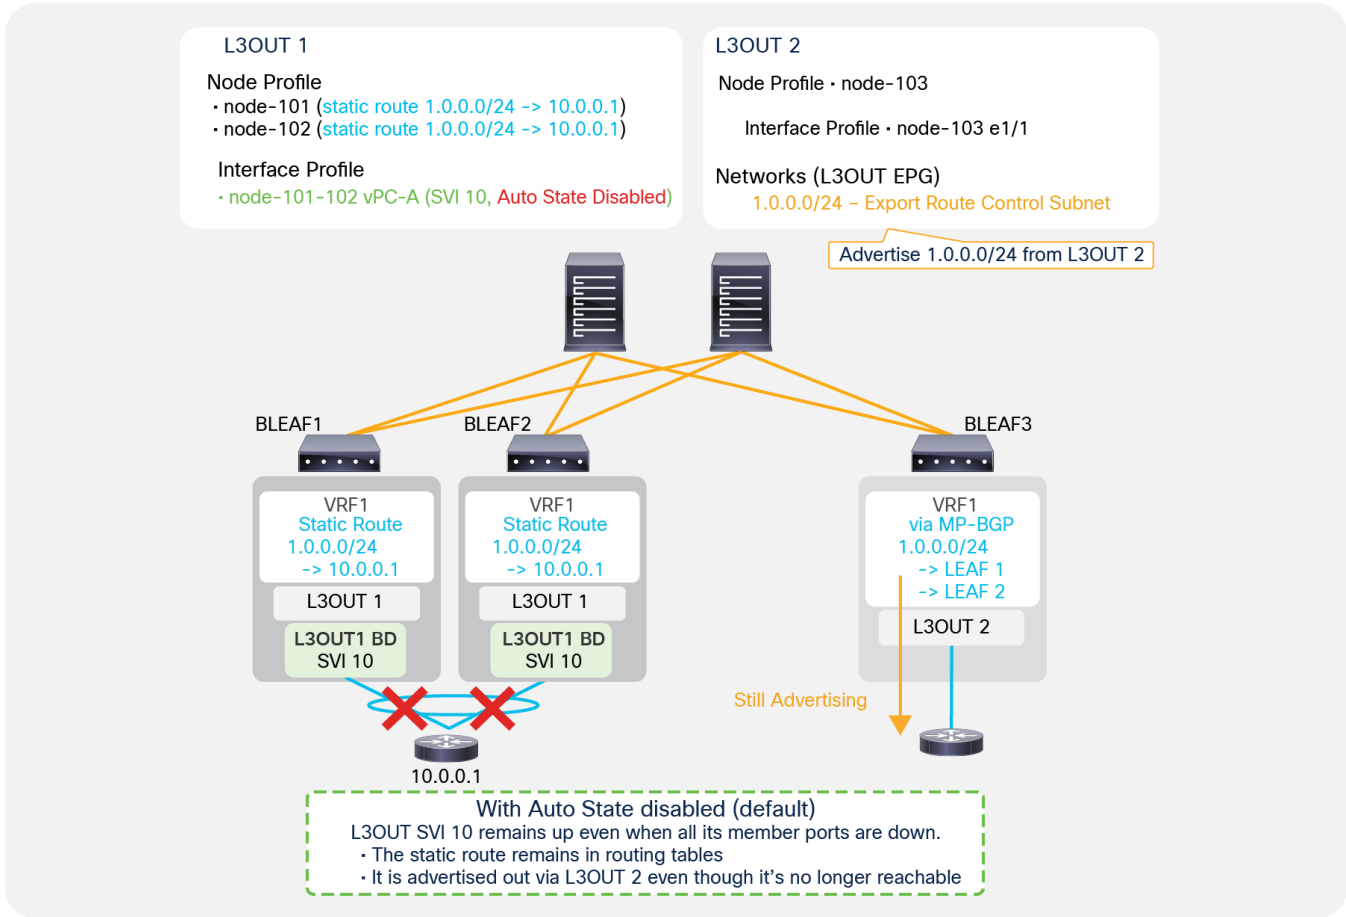 L3OUT 1
Node Profile
· node-101 (static route 1.0.0.0/24 -> 10.0.0.1)
· node-102 (static route 1.0.0.0/24 -> 10.0.0.1)
Interface Profile
· node-101-102 vPC-A (SVI 10, Auto State Disabled)
L3OUT 2
Node Profile · node-103
Interface Profile · node-103 e1/1
Networks (L3OUT EPG)
1.0.0.0/24 – Export Route Control Subnet
Advertise 1.0.0.0/24 from L3OUT 2
BLEAF1
BLEAF2
BLEAF3
VRF1
Static Route
1.0.0.0/24
-> 10.0.0.1
L3OUT 1
L3OUT1 BD
SVI 10
VRF1
Static Route
1.0.0.0/24
-> 10.0.0.1
L3OUT 1
L3OUT1 BD
SVI 10
VRF1
via MP-BGP
1.0.0.0/24
-> LEAF 1
-> LEAF 2
L3OUT 2
Still Advertising
10.0.0.1
With Auto State disabled (default)
L3OUT SVI 10 remains up even when all its member ports are down.
· The static route remains in routing tables
· It is advertised out via L3OUT 2 even though it’s no longer reachable